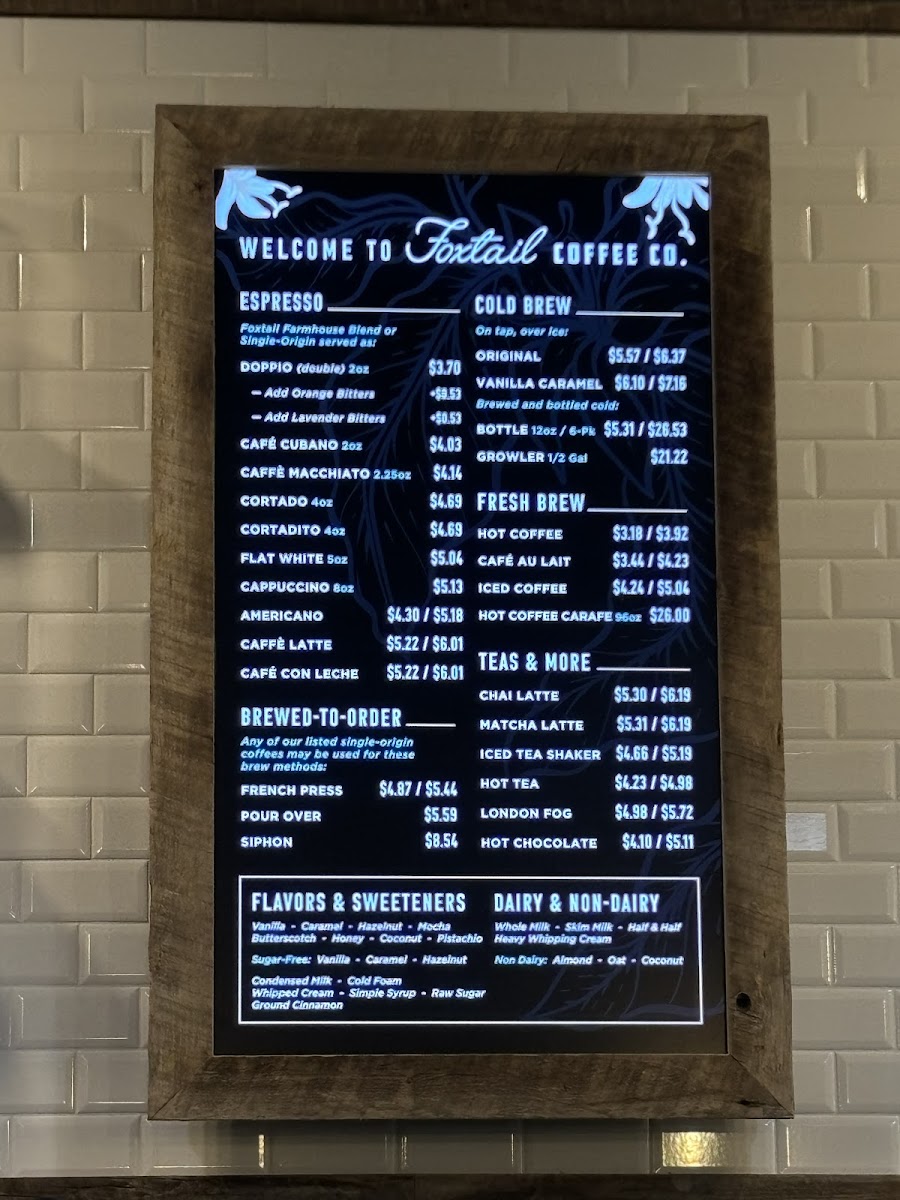 WELCOME TO Foxtail COFFEE CO.
ESPRESSO
Foxtail Farmhouse Blend or
Single-Origin served as:
DOPPIO (double) 2oz $3.70
— Add Orange Bitters +$0.53
— Add Lavender Bitters +$0.53
CAFÉ CUBANO 2oz $4.03
CAFFÈ MACCHIATO 2.25oz $4.14
CORTADO 4oz $4.69
CORTADITO 4oz $4.69
FLAT WHITE 5oz $5.04
CAPPUCCINO 8oz $5.13
AMERICANO $4.30 / $5.18
CAFFÈ LATTE $5.22 / $6.01
CAFÉ CON LECHE $5.22 / $6.01
BREWED-TO-ORDER
Any of our listed single-origin
coffees may be used for these
brew methods:
FRENCH PRESS $4.87 / $5.44
POUR OVER $5.59
SIPHON $8.54
COLD BREW
On tap, over ice:
ORIGINAL $5.57 / $6.37
VANILLA CARAMEL $6.10 / $7.16
Brewed and bottled cold:
BOTTLE 12oz / 6-Pk $5.31 / $26.53
GROWLER 1/2 Gal $21.22
FRESH BREW
HOT COFFEE $3.18 / $3.92
CAFÉ AU LAIT $3.44 / $4.23
ICED COFFEE $4.24 / $5.04
HOT COFFEE CARAFE 96oz $26.00
TEAS & MORE
CHAI LATTE $5.30 / $6.19
MATCHA LATTE $5.31 / $6.19
ICED TEA SHAKER $4.66 / $5.19
HOT TEA $4.23 / $4.98
LONDON FOG $4.98 / $5.72
HOT CHOCOLATE $4.10 / $5.11
FLAVORS & SWEETENERS
Vanilla - Caramel - Hazelnut - Mocha
Butterscotch - Honey - Coconut - Pistachio
Sugar-Free: Vanilla - Caramel - Hazelnut
Condensed Milk - Cold Foam
Whipped Cream - Simple Syrup - Raw Sugar
Ground Cinnamon
DAIRY & NON-DAIRY
Whole Milk - Skim Milk - Half & Half
Heavy Whipping Cream
Non Dairy: Almond - Oat - Coconut